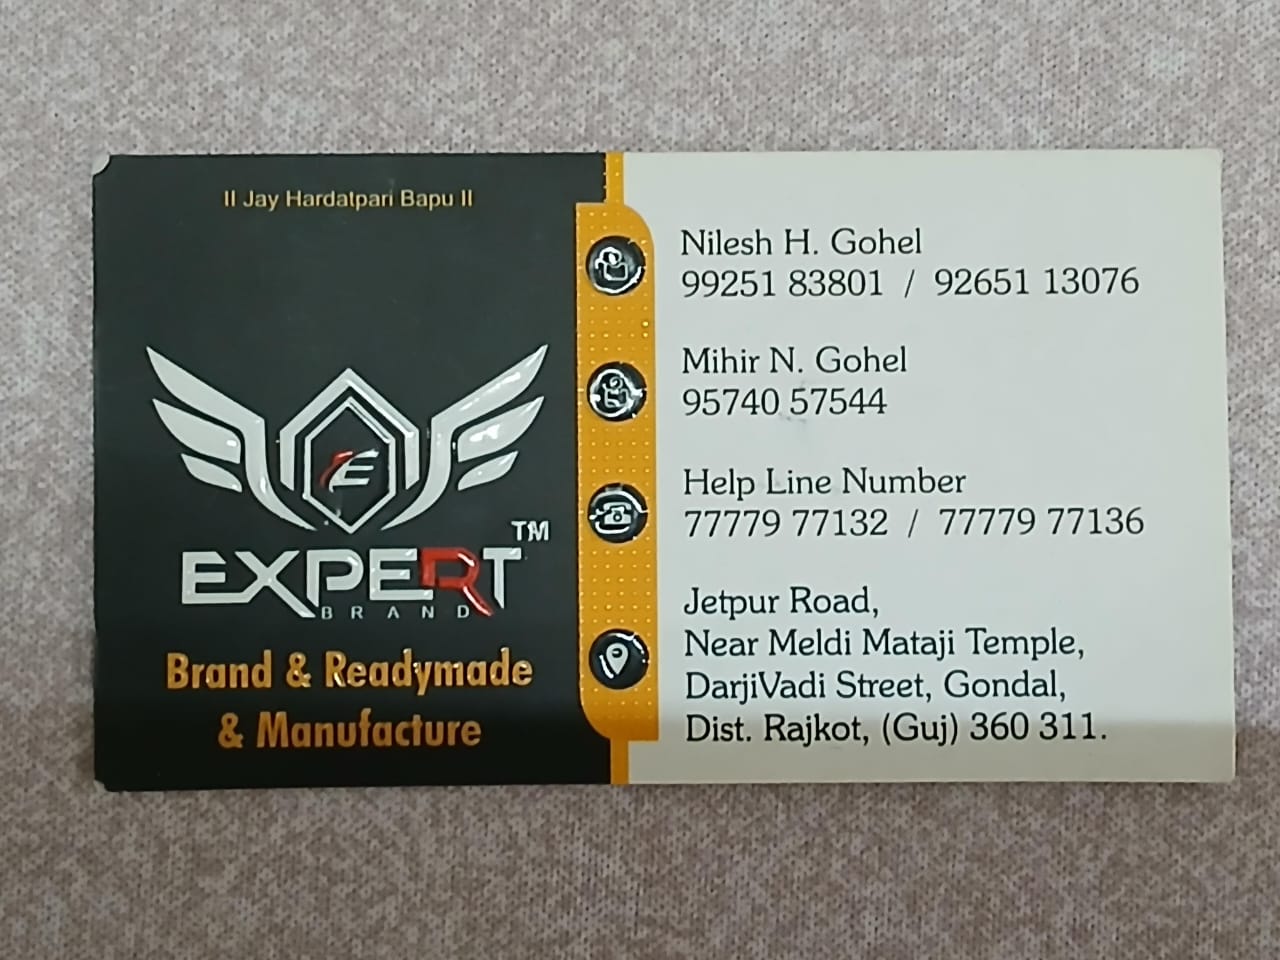 II Jay Hardatpari Bapu II
E
EXPERT TM
BRAND
Brand & Readymade
& Manufacture
Nilesh H. Gohel
99251 83801 / 92651 13076
Mihir N. Gohel
95740 57544
Help Line Number
77779 77132 / 77779 77136
Jetpur Road,
Near Meldi Mataji Temple,
DarjiVadi Street, Gondal,
Dist. Rajkot, (Guj) 360 311.